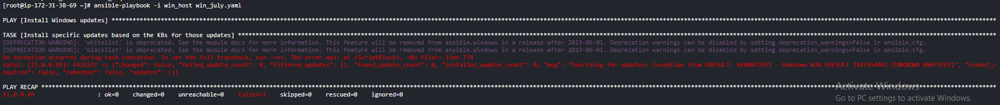 [root@ip-172-31-38-69 ~]# ansible-playbook -i win_host win_july.yaml
PLAY [Install Windows updates] ****************************************************************************************************
TASK [Install specific updates based on the KBs for those updates] ****************************************************************************************************
[DEPRECATION WARNING]: 'whitelist' is deprecated. See the module docs for more information. This feature will be removed from ansible.windows in a release after 2023-06-01. Deprecation warnings can be disabled by setting deprecation_warnings=False in ansible.cfg.
[DEPRECATION WARNING]: 'blacklist' is deprecated. See the module docs for more information. This feature will be removed from ansible.windows in a release after 2023-06-01. Deprecation warnings can be disabled by setting deprecation_warnings=False in ansible.cfg.
An exception occurred during task execution. To see the full traceback, use -vvv. The error was: at <ScriptBlock>, <No file>: line 774
fatal: [11.0.0.89]: FAILED! => {"changed": false, "failed_update_count": 0, "filtered_updates": {}, "found_update_count": 0, "installed_update_count": 0, "msg": "Searching for updates: Exception from HRESULT: 0x80072EE2 - Unknown WUA HRESULT 2147954402 (UNKNOWN 80072EE2)", "reboot_r
equired": false, "rebooted": false, "updates": {}}
PLAY RECAP ****************************************************************************************************
11.0.0.89 : ok=0 changed=0 unreachable=0 failed=1 skipped=0 rescued=0 ignored=0
Activate Windows
Go to PC settings to activate Windows.